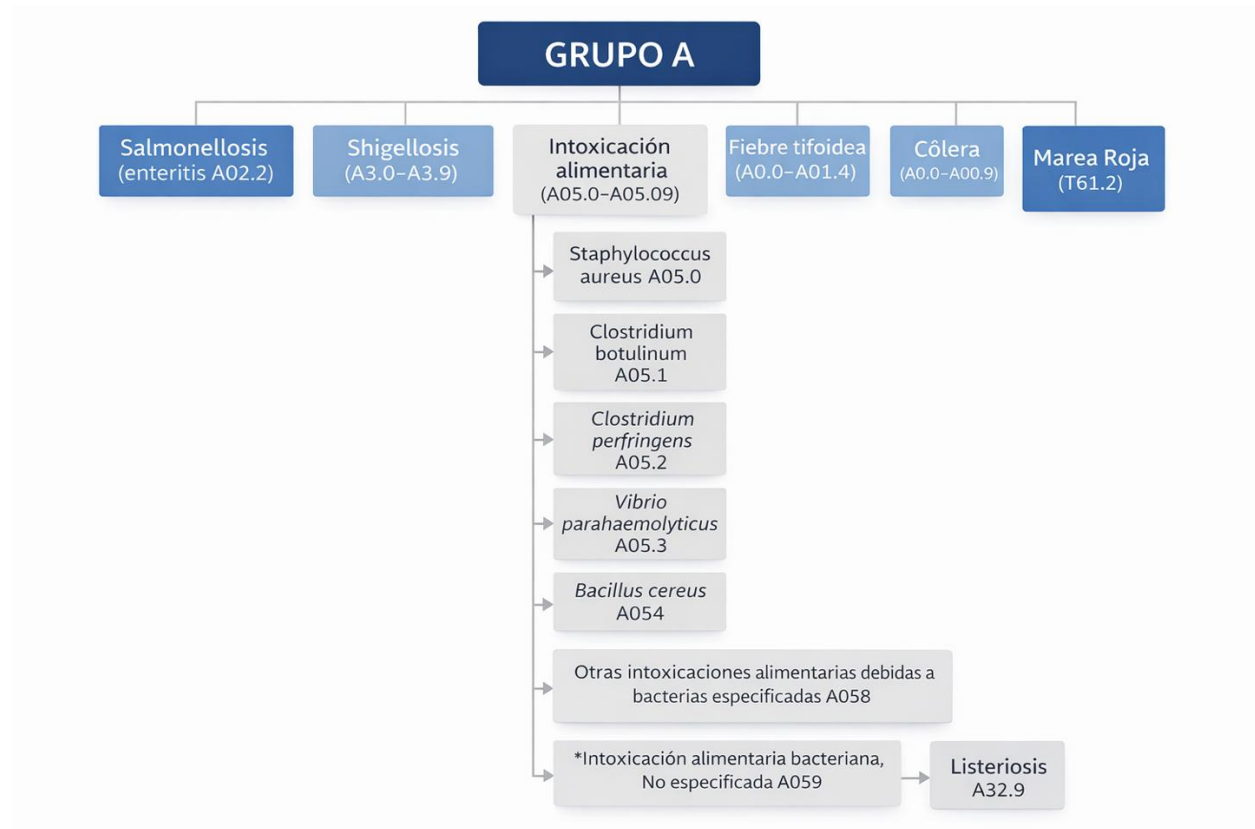 GRUPO A
Salmonellosis
(enteritis A02.2)
Shigellosis
(A3.0–A3.9)
Intoxicación
alimentaria
(A05.0–A05.09)
Fiebre tifoidea
(A0.0–A01.4)
Côlera
(A0.0–A00.9)
Marea Roja
(T61.2)
Staphylococcus
aureus A05.0
Clostridium
botulinum
A05.1
Clostridium
perfringens
A05.2
Vibrio
parahaemolyticus
A05.3
Bacillus cereus
A054
Otras intoxicaciones alimentarias debidas a
bacterias especificadas A058
*Intoxicación alimentaria bacteriana,
No especificada A059
Listeriosis
A32.9